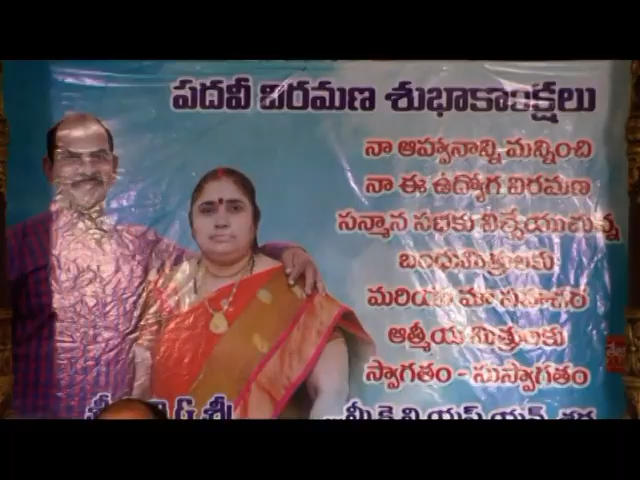 పదవీ విరమణ శుభాకాంక్షలు
నా ఆహ్వానాన్ని మన్నించి
నా ఈ ఉద్యోగ విరమణ
సన్మాన సభకు విచ్చేయుచున్న
బంధుమిత్రులకు
మరియు మా సహచర
ఆత్మీయ మిత్రులకు
స్వాగతం - సుస్వాగతం